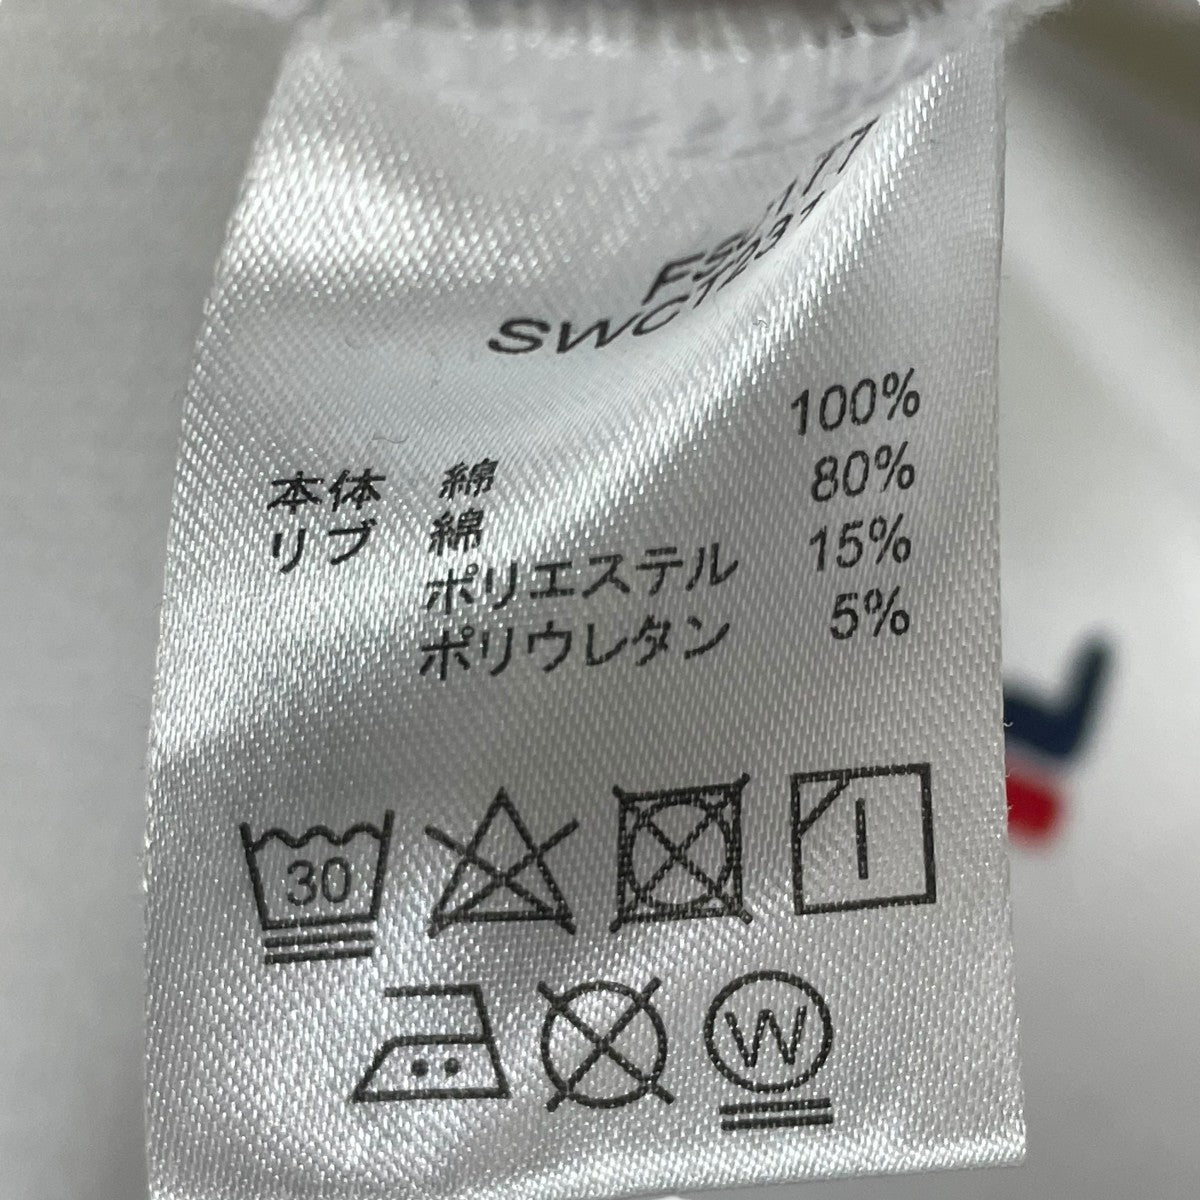 本体 綿 100%
リブ 綿 80%
ポリエステル 15%
ポリウレタン 5%
30
W